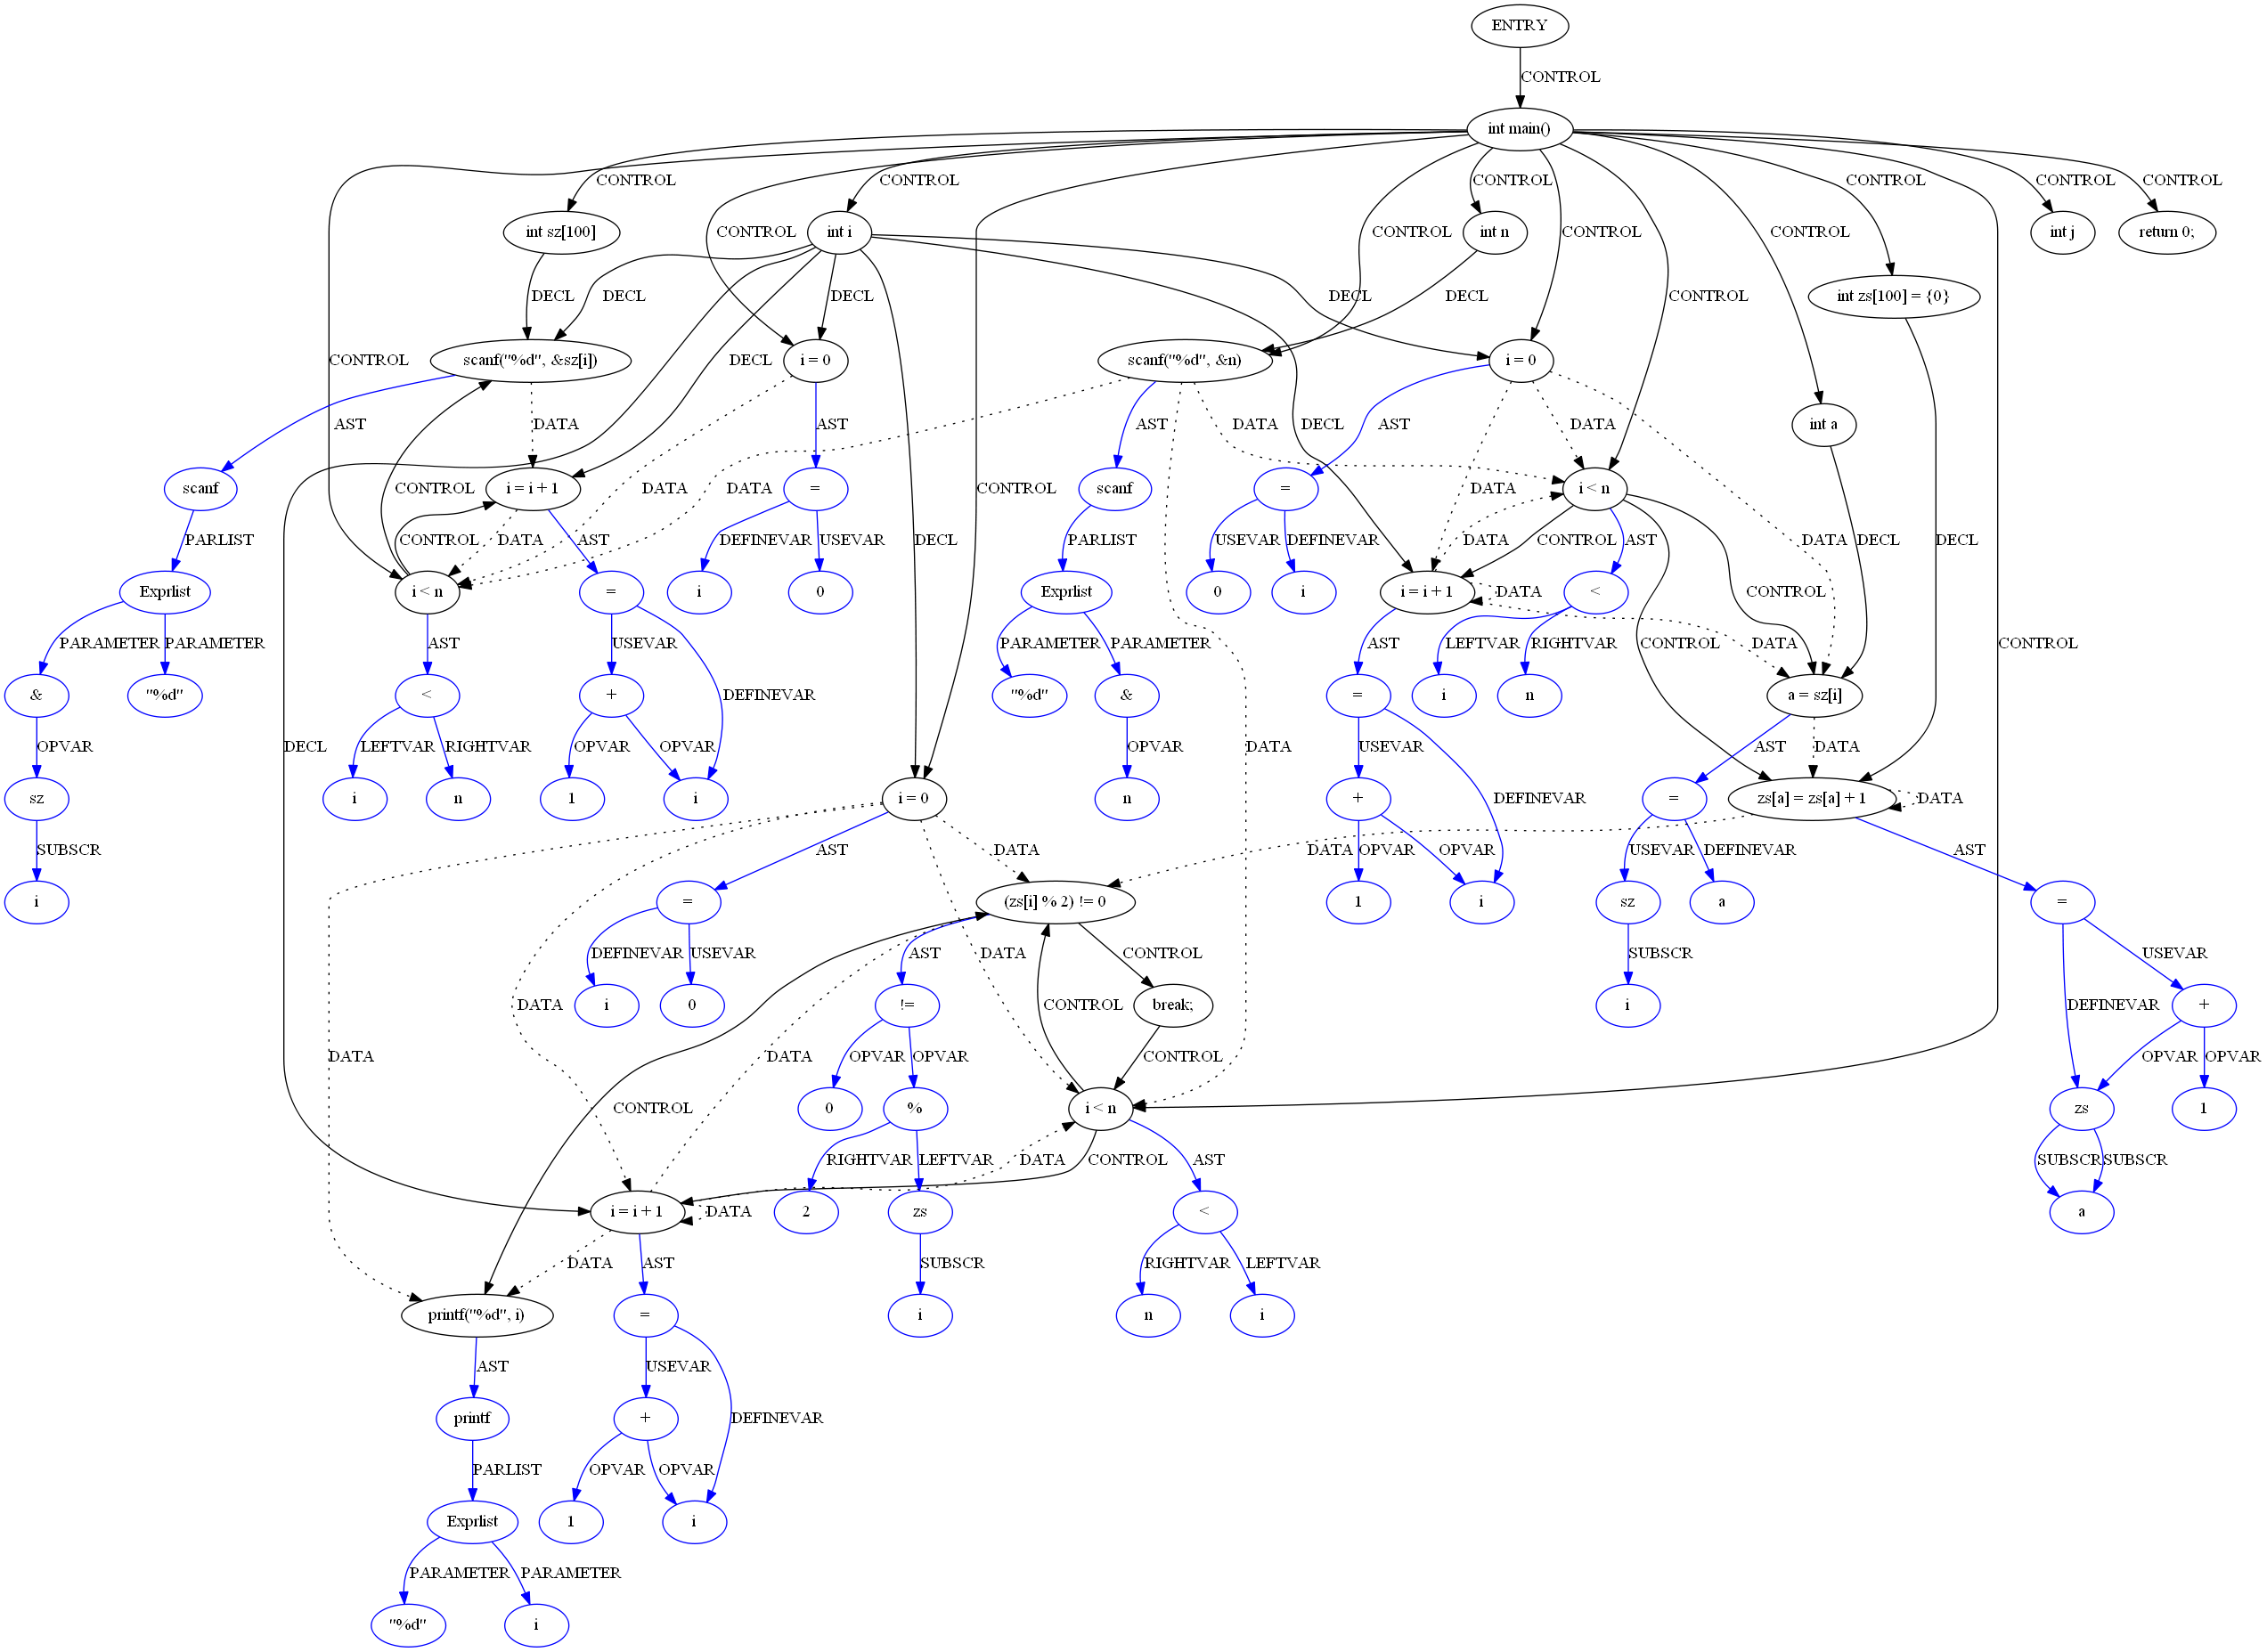 ENTRY
CONTROL
int main()
CONTROL
CONTROL
CONTROL
CONTROL
CONTROL
CONTROL
int sz[100]
CONTROL
int i
CONTROL
int n
CONTROL
CONTROL
int j
return 0;
DECL
DECL
DECL
DECL
DECL
CONTROL
int zs[100] = {0}
CONTROL
scanf("%d", &sz[i])
DECL
i = 0
scanf("%d", &n)
i = 0
AST
DATA
AST
DATA
AST
DATA
AST
DATA
int a
scanf
CONTROL
i = i + 1
DATA
=
DATA
CONTROL
scanf
DECL
=
DATA
i < n
DECL
DECL
PARLIST
CONTROL
DATA
AST
DEFINEVAR
USEVAR
PARLIST
USEVAR
DEFINEVAR
DATA
CONTROL
AST
DATA
Exprlist
i < n
=
i
0
Exprlist
0
i
i = i + 1
DATA
<
CONTROL
PARAMETER
PARAMETER
AST
USEVAR
PARAMETER
PARAMETER
AST
LEFTVAR
RIGHTVAR
CONTROL
DATA
CONTROL
&
"%d"
<
+
DEFINEVAR
"%d"
&
=
i
n
a = sz[i]
OPVAR
DECL
LEFTVAR
RIGHTVAR
OPVAR
OPVAR
DATA
OPVAR
USEVAR
AST
DATA
sz
i
n
1
i
i = 0
n
+
DEFINEVAR
=
zs[a] = zs[a] + 1
DATA
SUBSCR
AST
DATA
DATA
OPVAR
OPVAR
USEVAR
DEFINEVAR
AST
i
=
(zs[i] % 2) != 0
1
i
sz
a
=
DEFINEVAR
USEVAR
AST
DATA
CONTROL
SUBSCR
USEVAR
i
0
!=
break;
i
DEFINEVAR
+
DATA
DATA
DATA
OPVAR
OPVAR
CONTROL
CONTROL
OPVAR
OPVAR
CONTROL
0
%
i < n
zs
1
RIGHTVAR
LEFTVAR
DATA
CONTROL
AST
SUBSCR
SUBSCR
DECL
i = i + 1
DATA
2
zs
<
a
DATA
AST
SUBSCR
RIGHTVAR
LEFTVAR
printf("%d", i)
=
i
n
i
AST
USEVAR
printf
+
DEFINEVAR
PARLIST
OPVAR
OPVAR
Exprlist
1
i
PARAMETER
PARAMETER
"%d"
i